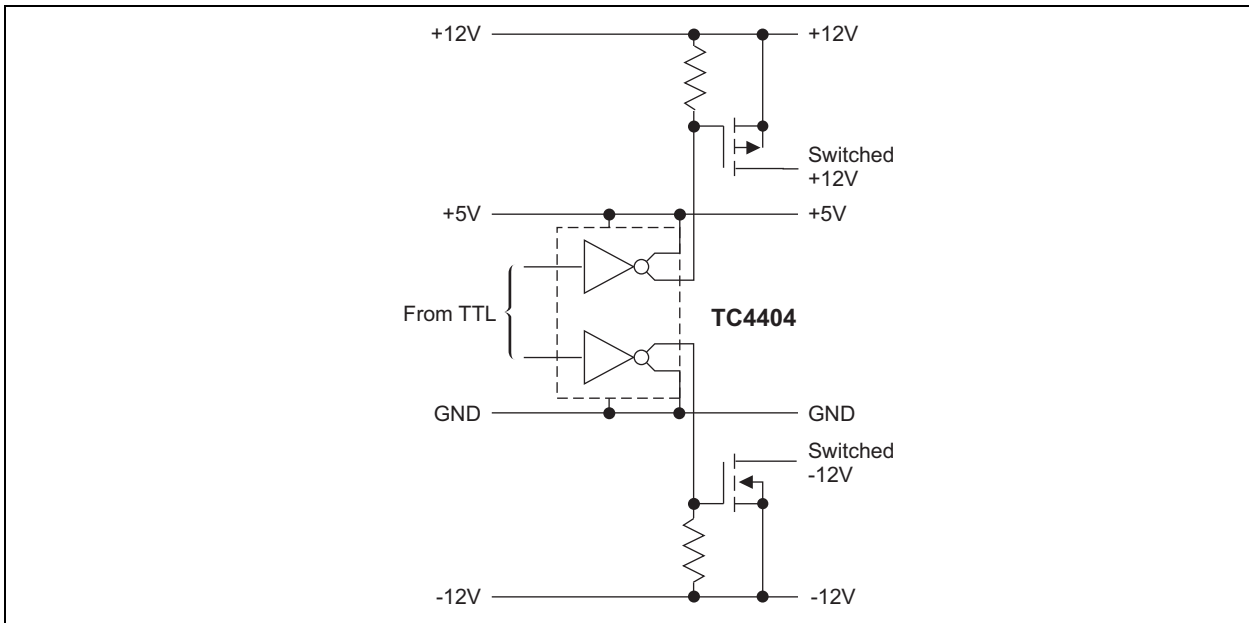 +12V
+12V
Switched
+12V
+5V
+5V
From TTL
TC4404
GND
GND
Switched
-12V
-12V
-12V